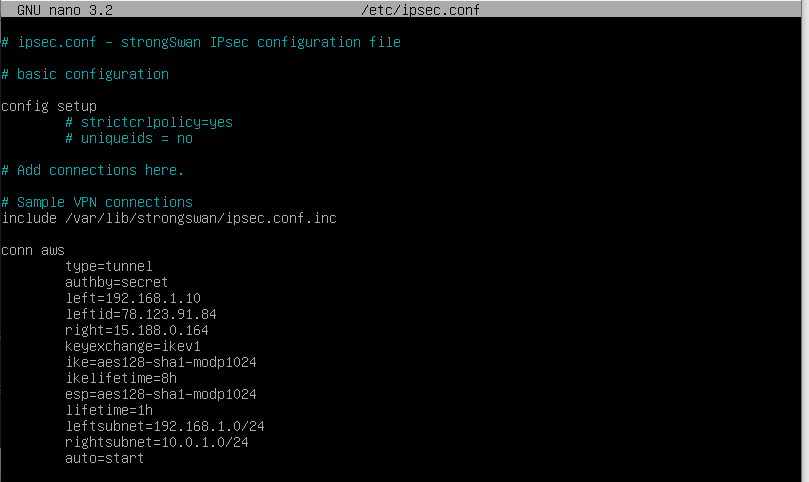 GNU nano 3.2 /etc/ipsec.conf
# ipsec.conf - strongSwan IPsec configuration file
# basic configuration
config setup
# strictcrlpolicy=yes
# uniqueids = no
# Add connections here.
# Sample VPN connections
include /var/lib/strongswan/ipsec.conf.inc
conn aws
type=tunnel
authby=secret
left=192.168.1.10
leftid=78.123.91.84
right=15.188.0.164
keyexchange=ikev1
ike=aes128-sha1-modp1024
ikelifetime=8h
esp=aes128-sha1-modp1024
lifetime=1h
leftsubnet=192.168.1.0/24
rightsubnet=10.0.1.0/24
auto=start